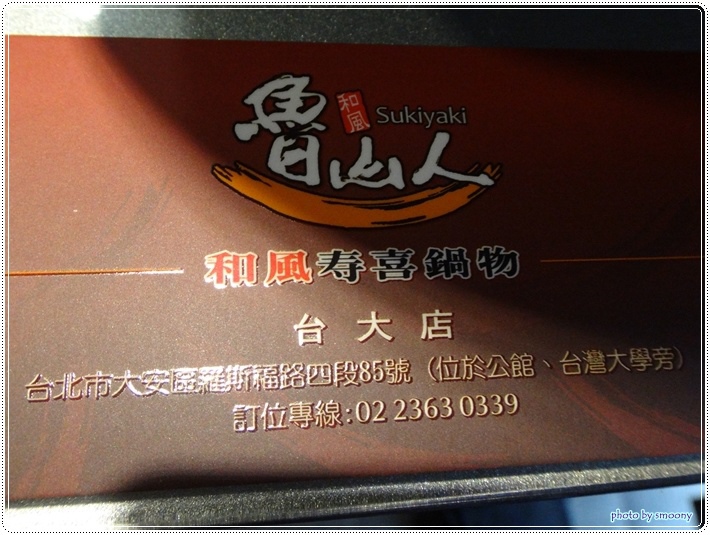 魯山人
和風 Sukiyaki
和風寿喜鍋物
台大店
台北市大安區羅斯福路四段85號（位於公館、台灣大學旁）
訂位專線:02 2363 0339
photo by smoony